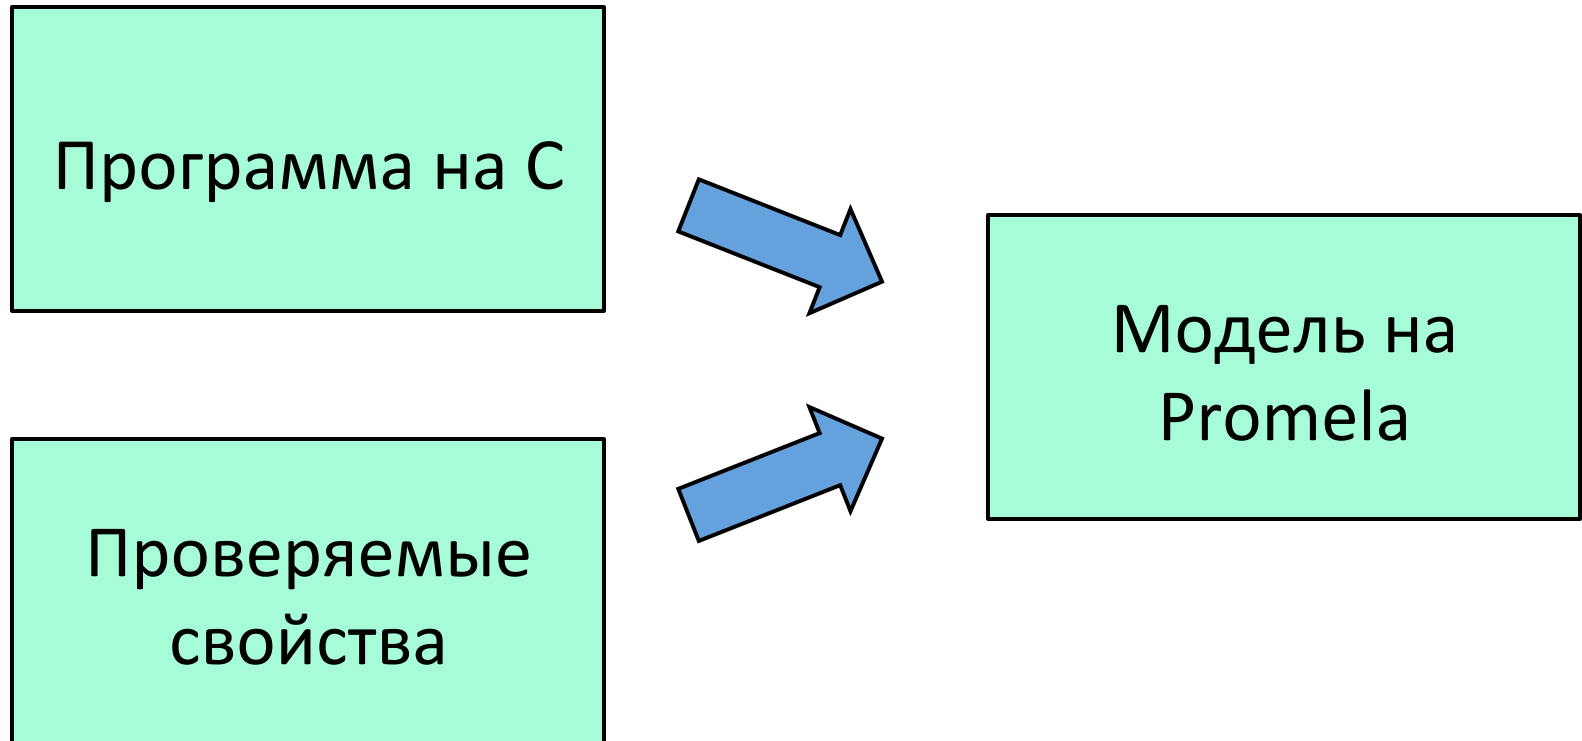 Программа на C
Модель на
Promela
Проверяемые
свойства